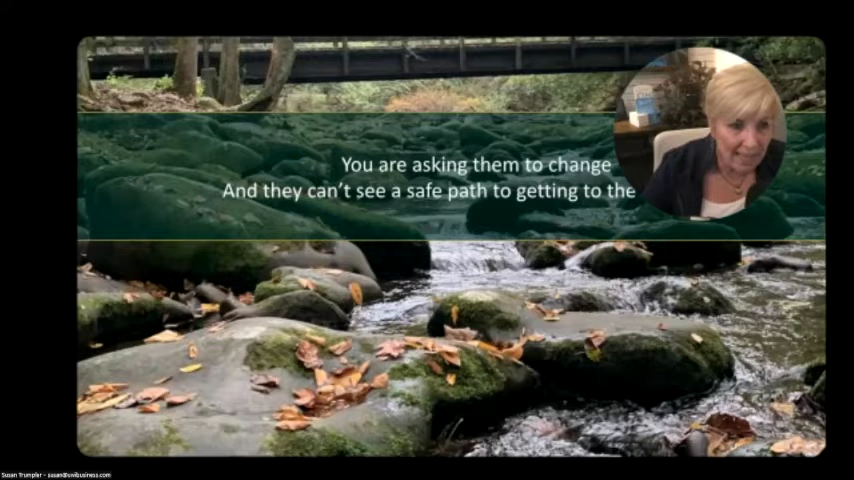 You are asking them to change
And they can't see a safe path to getting to the
Susan Trumpler - susan@uwibusiness.com